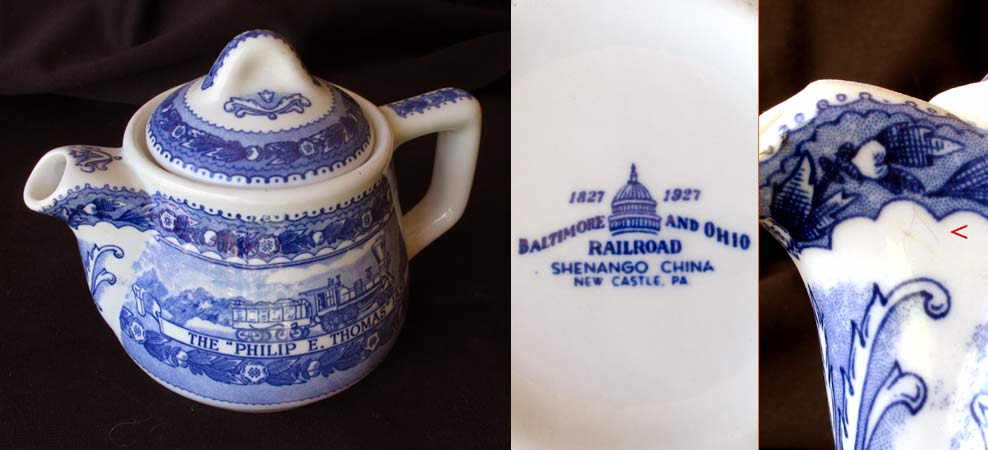 THE "PHILIP E. THOMAS"
1827 1927
BALTIMORE AND OHIO
RAILROAD
SHENANGO CHINA
NEW CASTLE, PA.